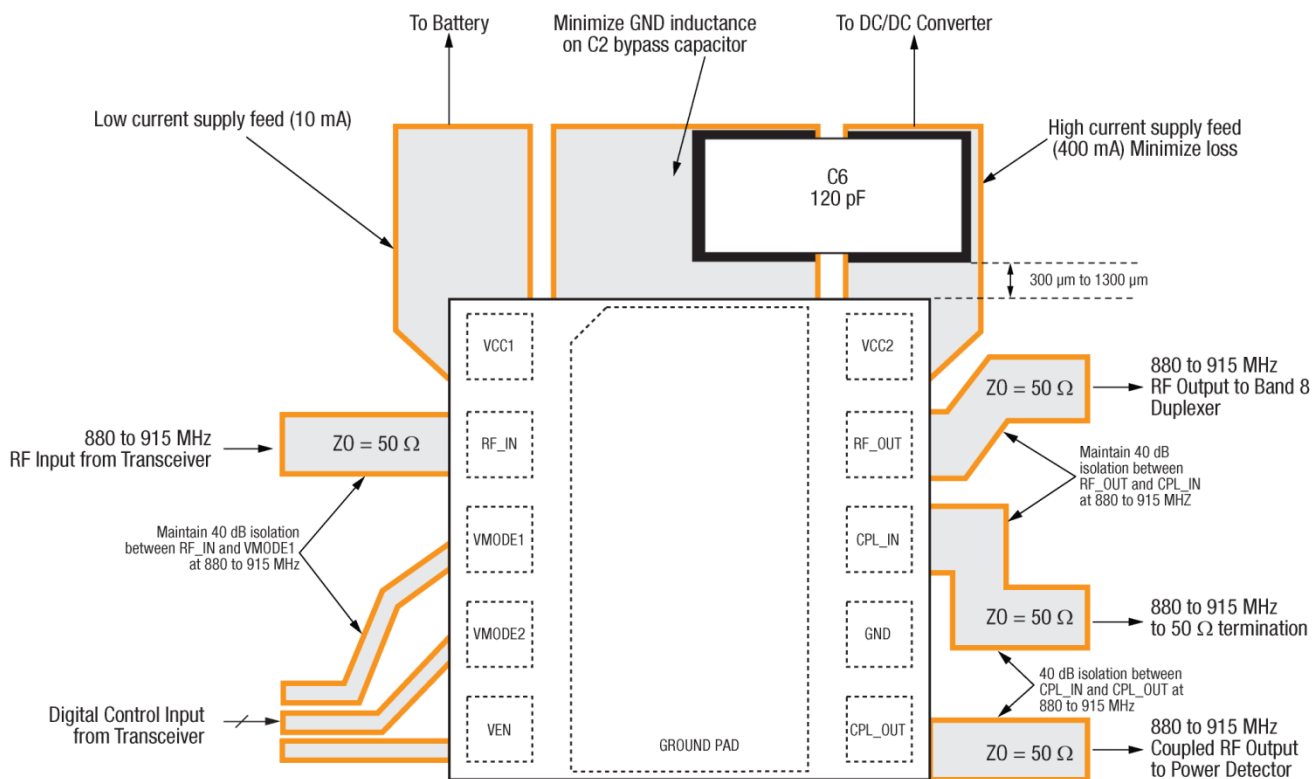 To Battery
Minimize GND inductance
on C2 bypass capacitor
To DC/DC Converter
Low current supply feed (10 mA)
High current supply feed
(400 mA) Minimize loss
C6
120 pF
300 µm to 1300 µm
VCC1
VCC2
880 to 915 MHz
RF Output to Band 8
Duplexer
ZO = 50 Ω
880 to 915 MHz
RF Input from Transceiver
ZO = 50 Ω
RF_IN
RF_OUT
Maintain 40 dB
isolation between
RF_OUT and CPL_IN
at 880 to 915 MHZ
Maintain 40 dB isolation
between RF_IN and VMODE1
at 880 to 915 MHz
VMODE1
CPL_IN
VMODE2
GND
ZO = 50 Ω
880 to 915 MHz
to 50 Ω termination
40 dB isolation between
CPL_IN and CPL_OUT at
880 to 915 MHz
Digital Control Input
from Transceiver
VEN
GROUND PAD
CPL_OUT
ZO = 50 Ω
880 to 915 MHz
Coupled RF Output
to Power Detector